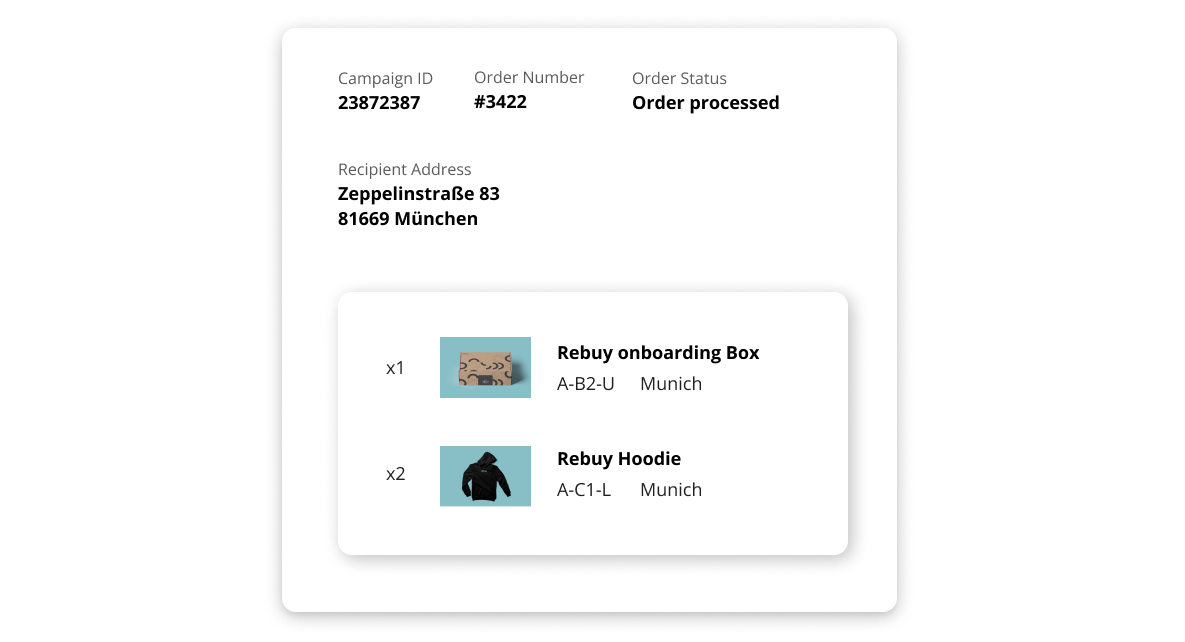 Campaign ID Order Number Order Status
23872387 #3422 Order processed
Recipient Address
Zeppelinstraße 83
81669 München
x1
Rebuy onboarding Box
A-B2-U Munich
x2
Rebuy Hoodie
A-C1-L Munich